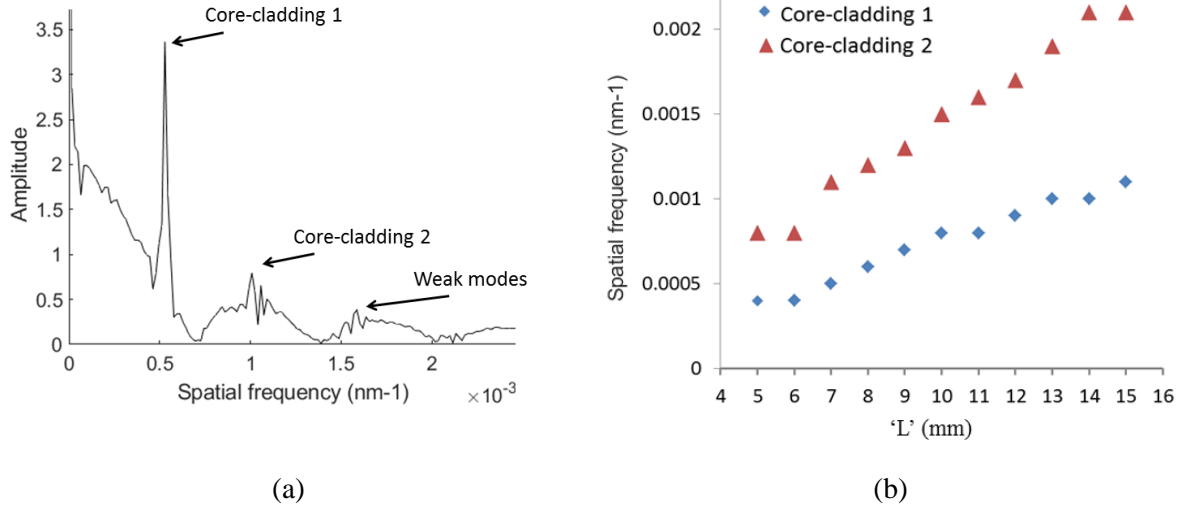 Core-cladding 1
3.5
3
2.5
2
1.5
1
0.5
0
Amplitude
Core-cladding 2
Weak modes
0 0.5 1 1.5 2
Spatial frequency (nm-1)
×10-3
(a)
Core-cladding 1
Core-cladding 2
0.002
0.0015
0.001
0.0005
0
Spatial frequency (nm-1)
4 5 6 7 8 9 10 11 12 13 14 15 16
‘L’ (mm)
(b)